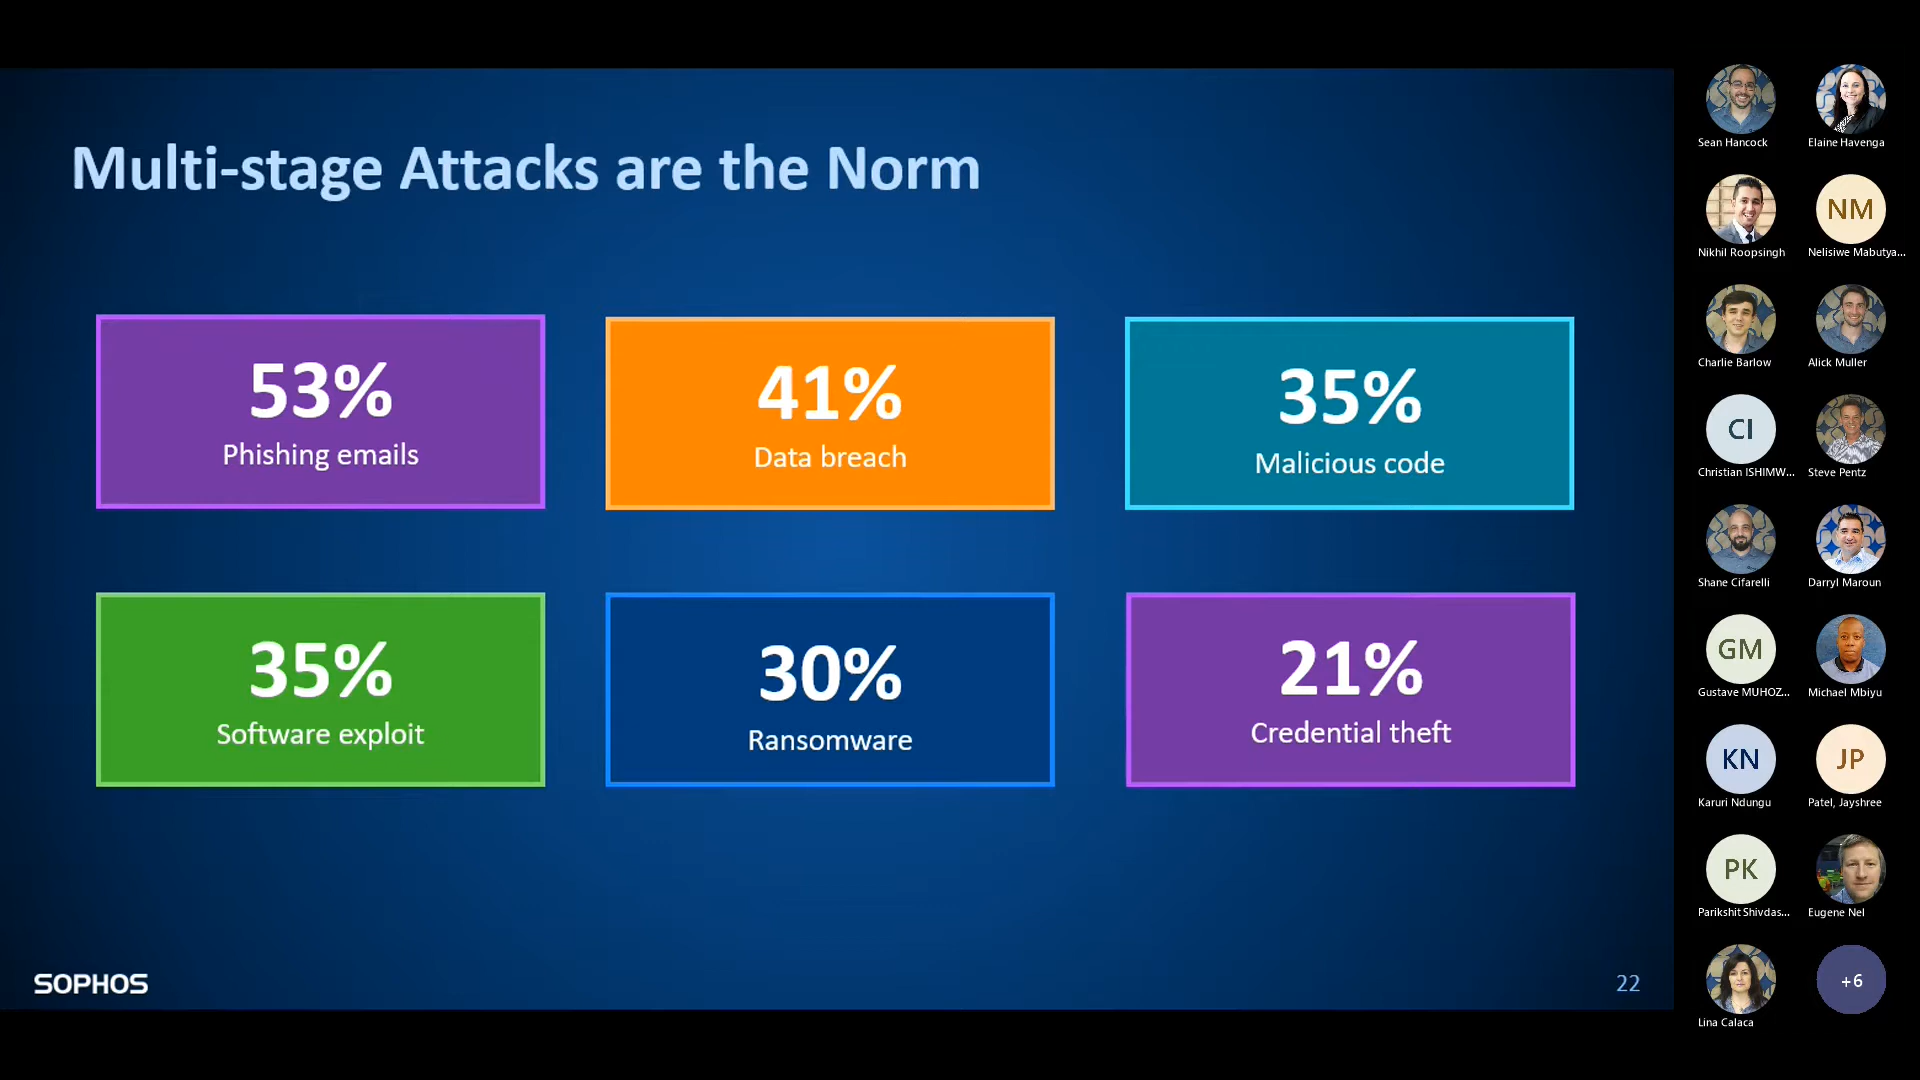 Multi-stage Attacks are the Norm
53%
Phishing emails
41%
Data breach
35%
Malicious code
35%
Software exploit
30%
Ransomware
21%
Credential theft
SOPHOS
22
Sean Hancock
Elaine Havenga
Nikhil Roopsingh
NM
Nelisiwe Mabutya...
Charlie Barlow
Alick Muller
CI
Christian ISHIMW...
Steve Pentz
Shane Cifarelli
Darryl Maroun
GM
Gustave MUHOZ...
Michael Mbiyu
KN
Karuri Ndungu
JP
Patel, Jayshree
PK
Parikshit Shivdas...
Eugene Nel
Lina Calaca
+6